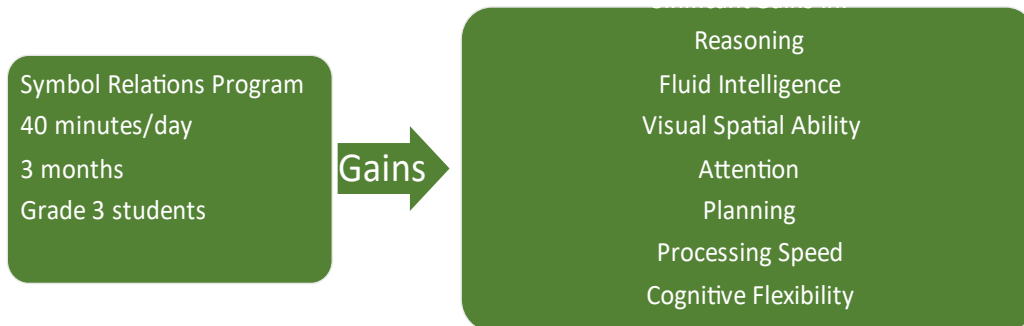 Symbol Relations Program
40 minutes/day
3 months
Grade 3 students
Gains
Reasoning
Fluid Intelligence
Visual Spatial Ability
Attention
Planning
Processing Speed
Cognitive Flexibility